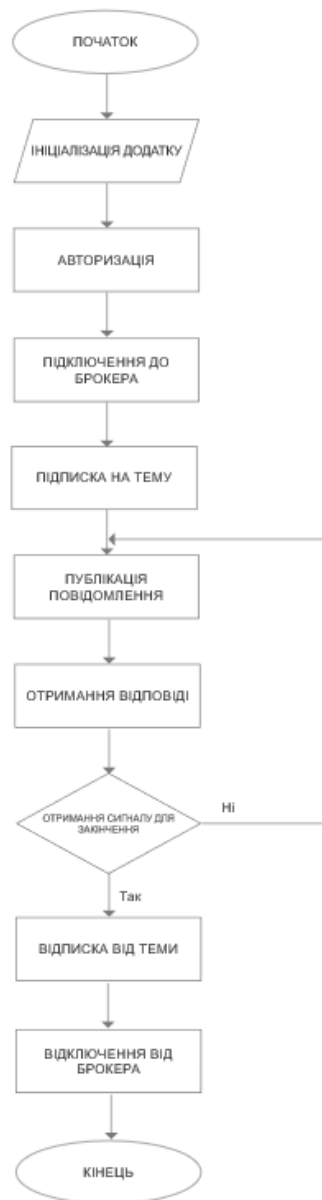 ПОЧАТОК
ІНІЦІАЛІЗАЦІЯ ДОДАТКУ
АВТОРИЗАЦІЯ
ПІДКЛЮЧЕННЯ ДО
БРОКЕРА
ПІДПИСКА НА ТЕМУ
ПУБЛІКАЦІЯ
ПОВІДОМЛЕННЯ
ОТРИМАННЯ ВІДПОВІДІ
ОТРИМАННЯ СИГНАЛУ ДЛЯ
ЗАКІНЧЕННЯ
Ні
Так
ВІДПИСКА ВІД ТЕМИ
ВІДКЛЮЧЕННЯ ВІД
БРОКЕРА
КІНЕЦЬ